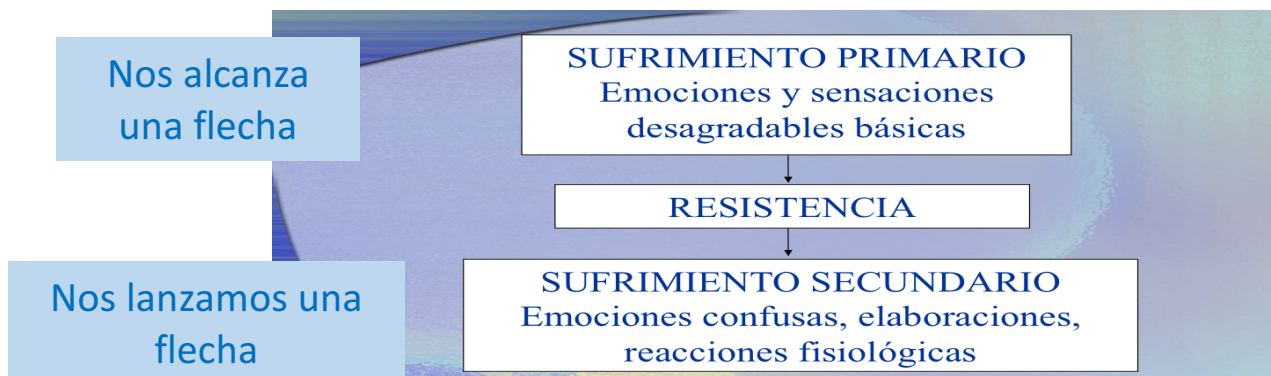 Nos alcanza
una flecha
SUFRIMIENTO PRIMARIO
Emociones y sensaciones
desagradables básicas
RESISTENCIA
Nos lanzamos una
flecha
SUFRIMIENTO SECUNDARIO
Emociones confusas, elaboraciones,
reacciones fisiológicas